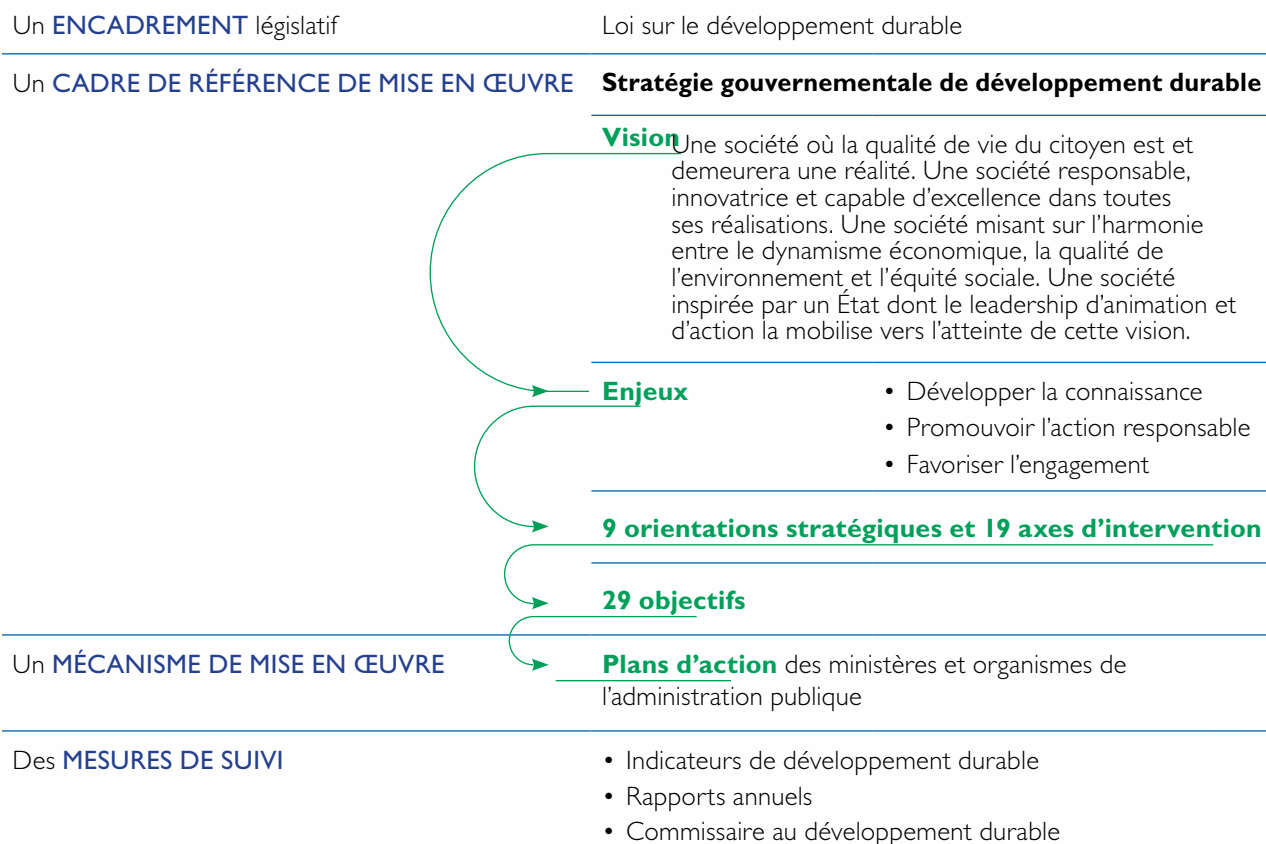 Un ENCADREMENT législatif
Loi sur le développement durable
Un CADRE DE RÉFÉRENCE DE MISE EN ŒUVRE
Stratégie gouvernementale de développement durable
Vision
Une société où la qualité de vie du citoyen est et
demeurera une réalité. Une société responsable,
innovatrice et capable d’excellence dans toutes
ses réalisations. Une société misant sur l’harmonie
entre le dynamisme économique, la qualité de
l’environnement et l’équité sociale. Une société
inspirée par un État dont le leadership d’animation et
d’action la mobilise vers l’atteinte de cette vision.
Enjeux
• Développer la connaissance
• Promouvoir l’action responsable
• Favoriser l’engagement
9 orientations stratégiques et 19 axes d’intervention
29 objectifs
Un MÉCANISME DE MISE EN ŒUVRE
Plans d’action des ministères et organismes de
l’administration publique
Des MESURES DE SUIVI
• Indicateurs de développement durable
• Rapports annuels
• Commissaire au développement durable